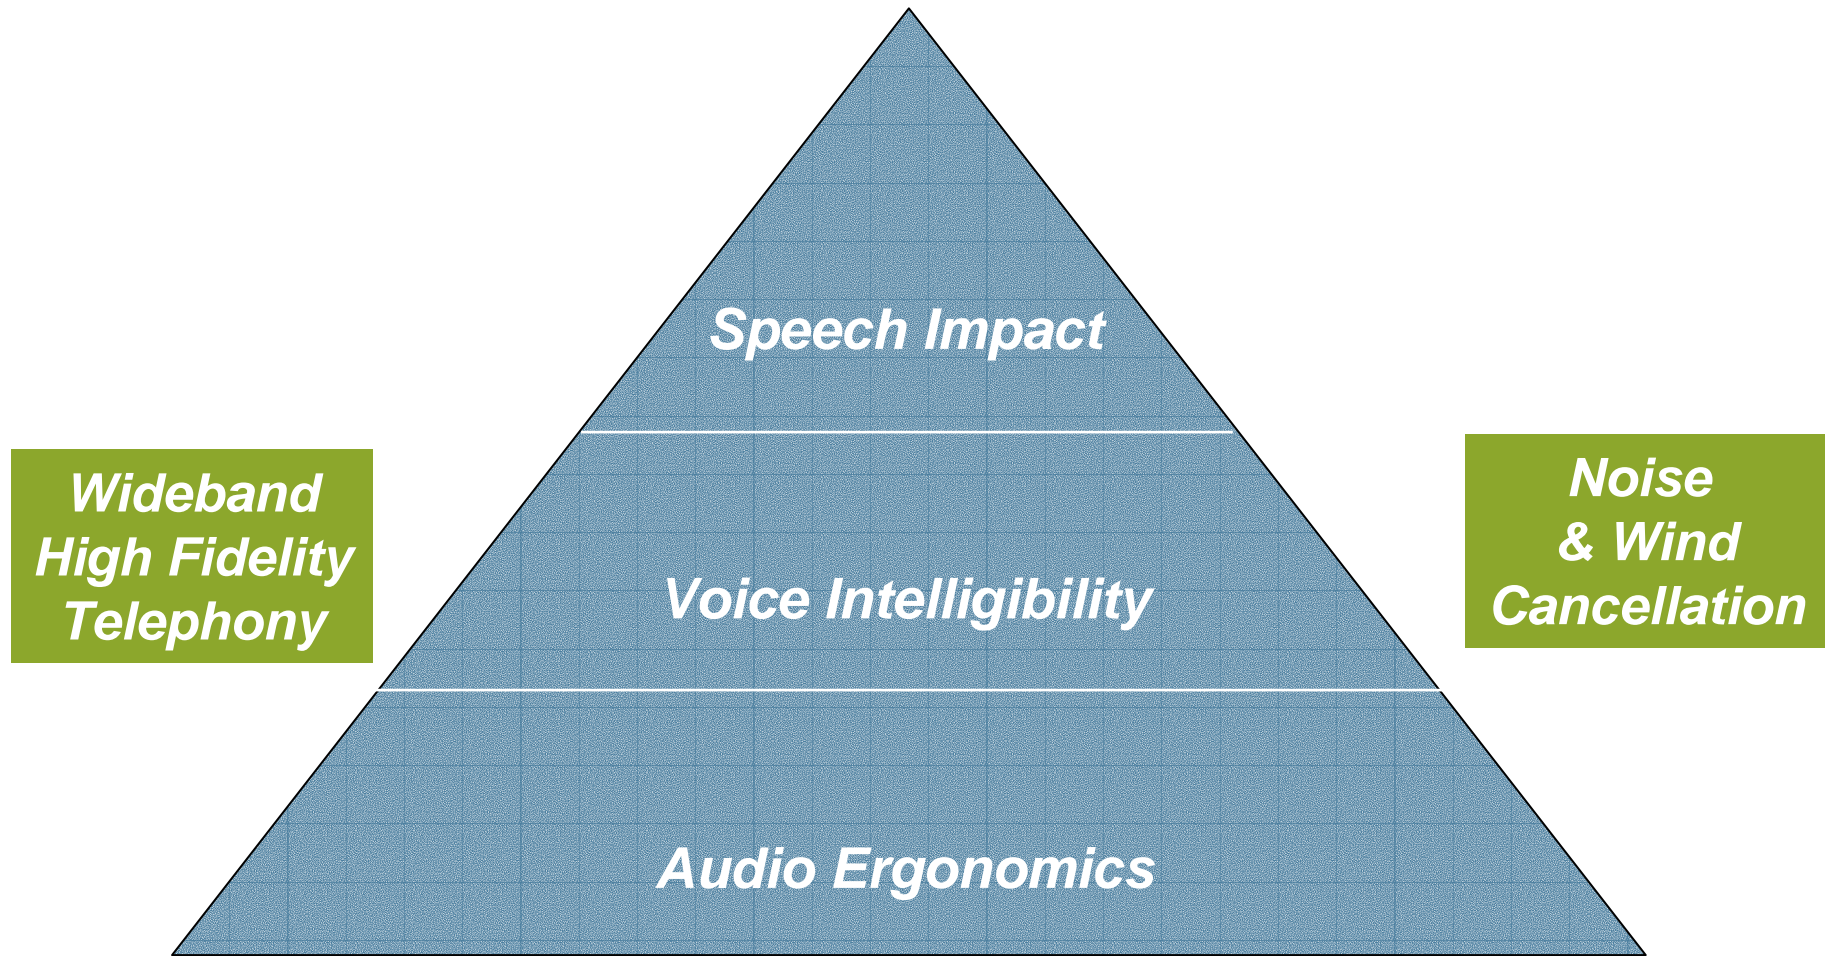 Speech Impact
Wideband
High Fidelity
Telephony
Noise
& Wind
Cancellation
Voice Intelligibility
Audio Ergonomics